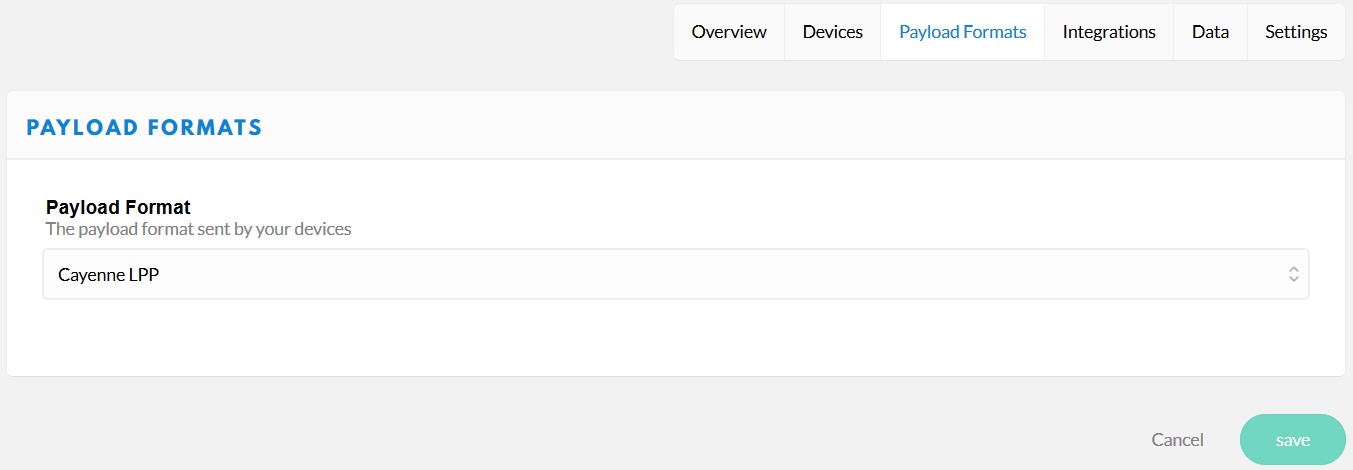 Overview Devices Payload Formats Integrations Data Settings
PAYLOAD FORMATS
Payload Format
The payload format sent by your devices
Cayenne LPP
Cancel save